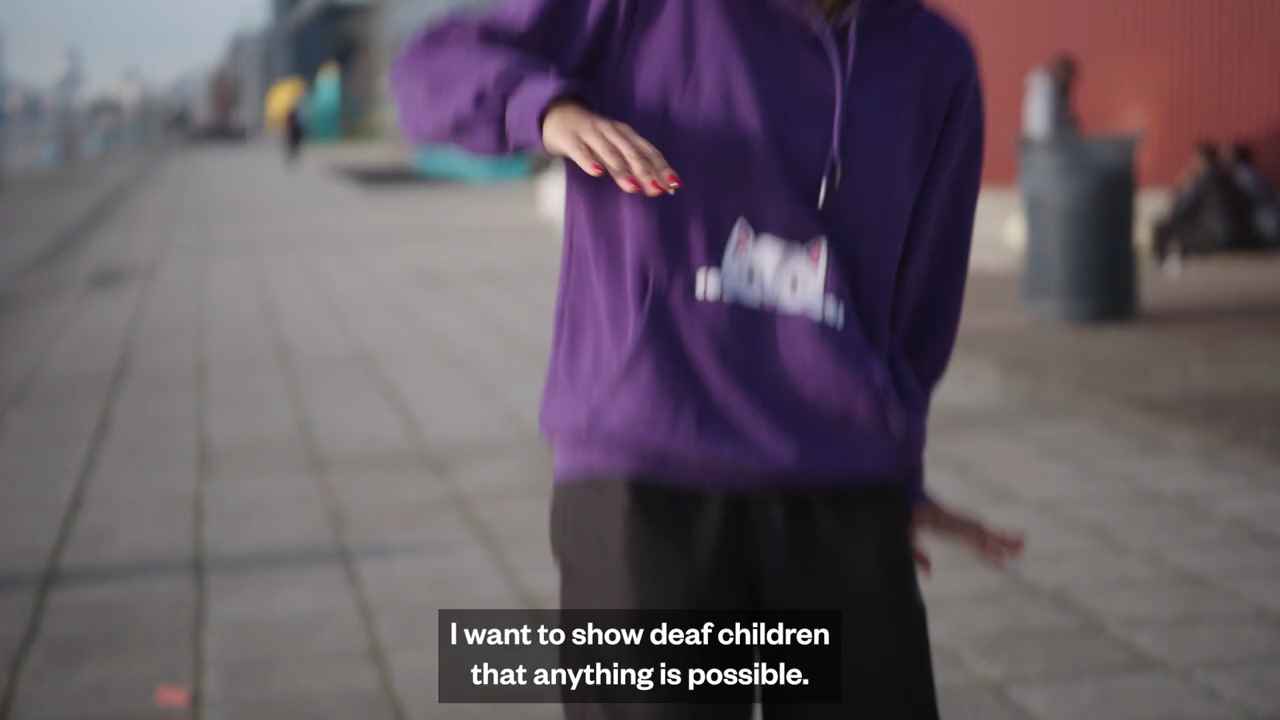 I want to show deaf children
that anything is possible.